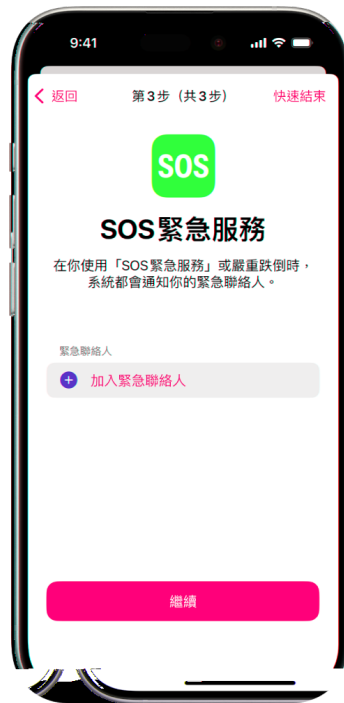 9:41
返回
第3步（共3步）
快速結束
SOS
SOS緊急服務
在你使用「SOS緊急服務」或嚴重跌倒時，
系統都會通知你的緊急聯絡人。
緊急聯絡人
加入緊急聯絡人
繼續